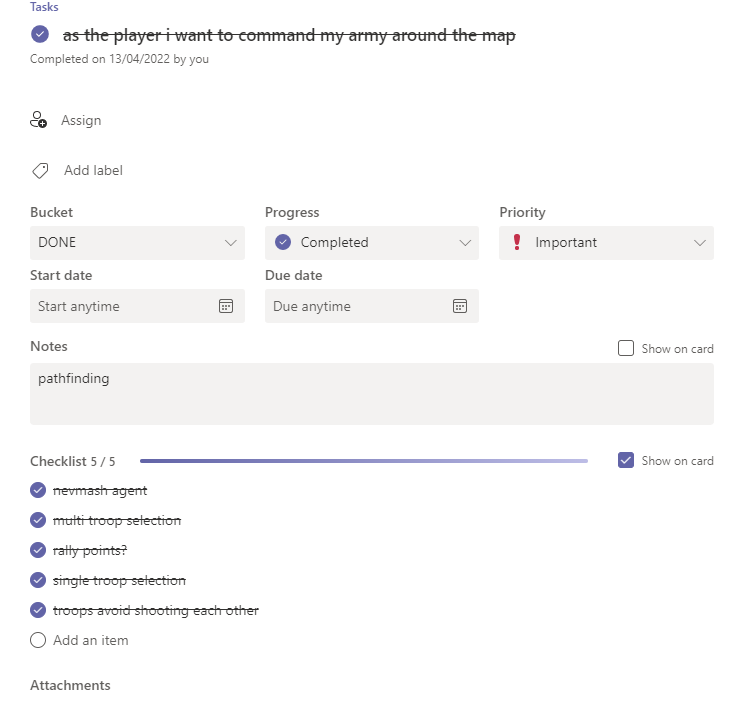 Tasks
as the player i want to command my army around the map
Completed on 13/04/2022 by you
Assign
Add label
Bucket Progress Priority
DONE Completed Important
Start date Due date
Start anytime Due anytime
Notes Show on card
pathfinding
Checklist 5 / 5 Show on card
nevmash agent
multi troop selection
rally points?
single troop selection
troops avoid shooting each other
Add an item
Attachments